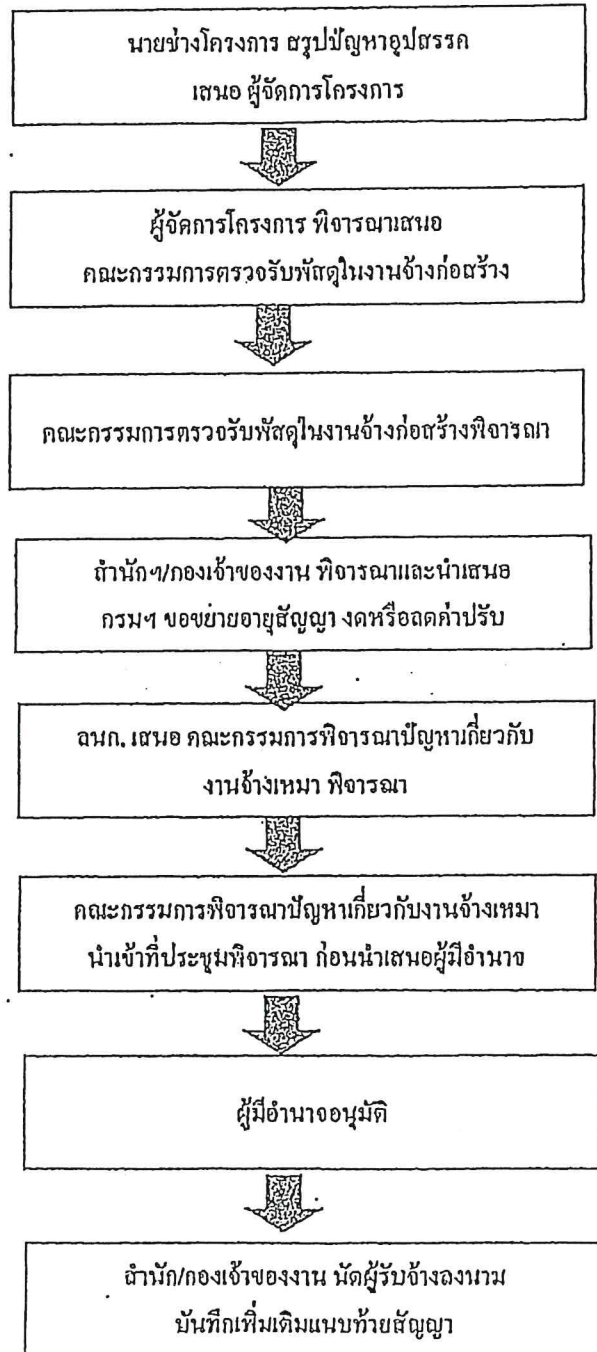 นายช่างโครงการ สรุปปัญหาอุปสรรค
เสนอ ผู้จัดการโครงการ
ผู้จัดการโครงการ พิจารณาเสนอ
คณะกรรมการตรวจรับพัสดุในงานจ้างก่อสร้าง
คณะกรรมการตรวจรับพัสดุในงานจ้างก่อสร้างพิจารณา
สำนักฯ/กองเจ้าของงาน พิจารณาและนำเสนอ
กรมฯ ขอขยายอายุสัญญา งดหรือลดค่าปรับ
ลนก. เสนอ คณะกรรมการพิจารณาปัญหาเกี่ยวกับ
งานจ้างเหมา พิจารณา
คณะกรรมการพิจารณาปัญหาเกี่ยวกับงานจ้างเหมา
นำเข้าที่ประชุมพิจารณา ก่อนนำเสนอผู้มีอำนาจ
ผู้มีอำนาจอนุมัติ
สำนัก/กองเจ้าของงาน นัดผู้รับจ้างลงนาม
บันทึกเพิ่มเติมแนบท้ายสัญญา